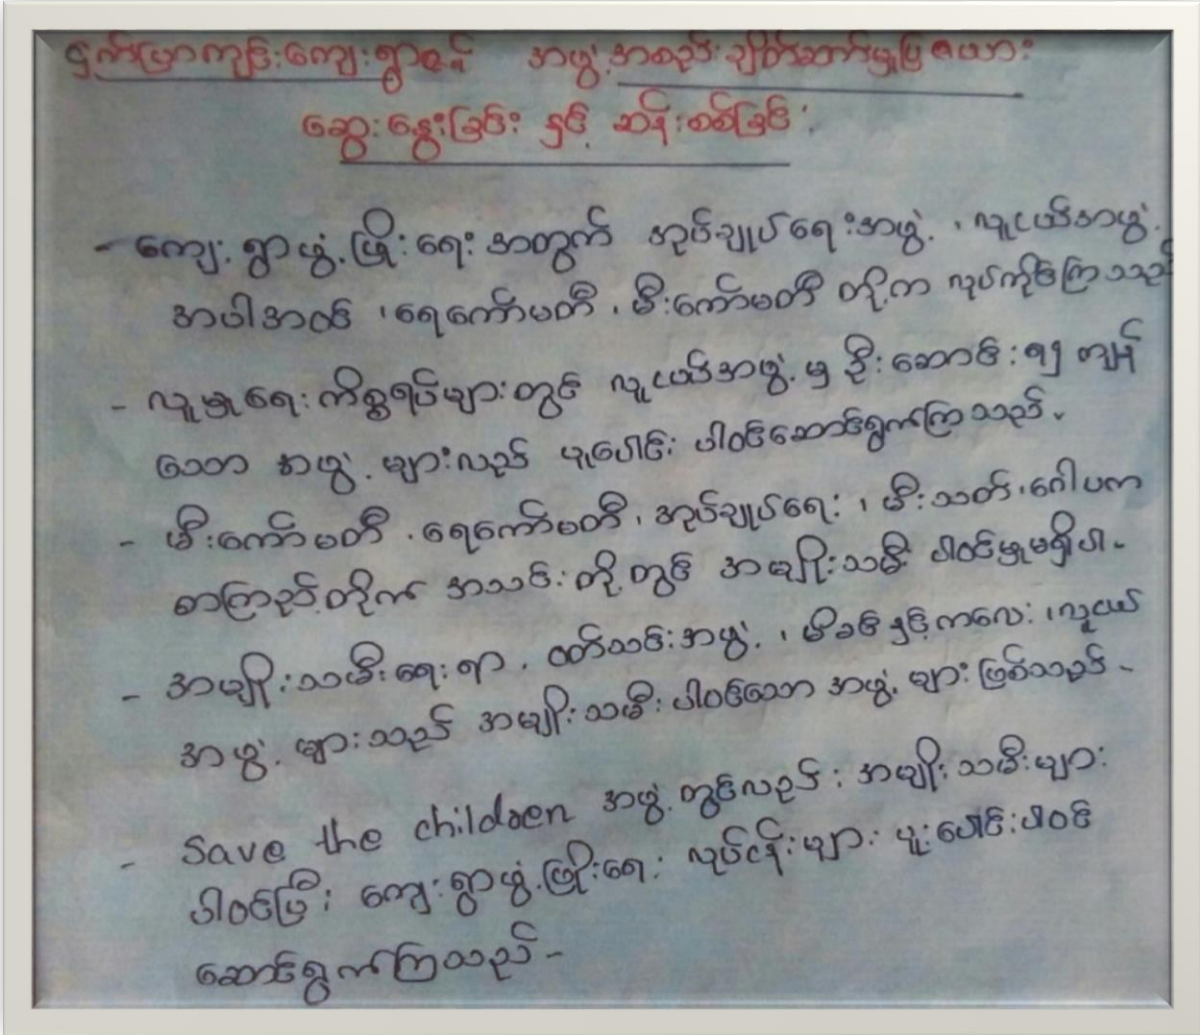 ငှက်ပြောကျင်းကျေးရွာ၏ အဖွဲ့အစည်းချိတ်ဆက်မှုပြဇယား
ဆွေးနွေးခြင်း နှင့် ဆန်းစစ်ခြင်း
- ကျေးရွာဖွံ့ဖြိုးရေးအတွက် အုပ်ချုပ်ရေးအဖွဲ့၊ လူငယ်အဖွဲ့
အပါအဝင်၊ ရေကော်မတီ၊ မီးကော်မတီ တို့က လုပ်ကိုင်ကြသည်
- လူမှုရေးကိစ္စရပ်များတွင် လူငယ်အဖွဲ့မှ ဦးဆောင်း၍ ကျန်
သော အဖွဲ့များလည် ပူပေါင်း ပါဝင်ဆောင်ရွက်ကြသည်-
- မီးကော်မတီ၊ ရေကော်မတီ၊ အုပ်ချုပ်ရေး၊ မီးသတ်၊ ဂေါပက
စာကြည့်တိုက် အသင်းတို့တွင် အမျိုးသမီး ပါဝင်မှုမရှိပါ-
- အမျိုးသမီးရေးရာ၊ ဝတ်သင်းအဖွဲ့၊ မိခင်နှင့်ကလေး၊ လူငယ်
အဖွဲ့များသည် အမျိုးသမီးပါဝင်သော အဖွဲ့များဖြစ်သည်-
- Save the children အဖွဲ့တွင်လည်း အမျိုးသမီးများ
ပါဝင်ပြီး ကျေးရွာဖွံ့ဖြိုးရေး လုပ်ငန်းများ ပူးပေါင်းပါဝင်
ဆောင်ရွက်ကြသည်-